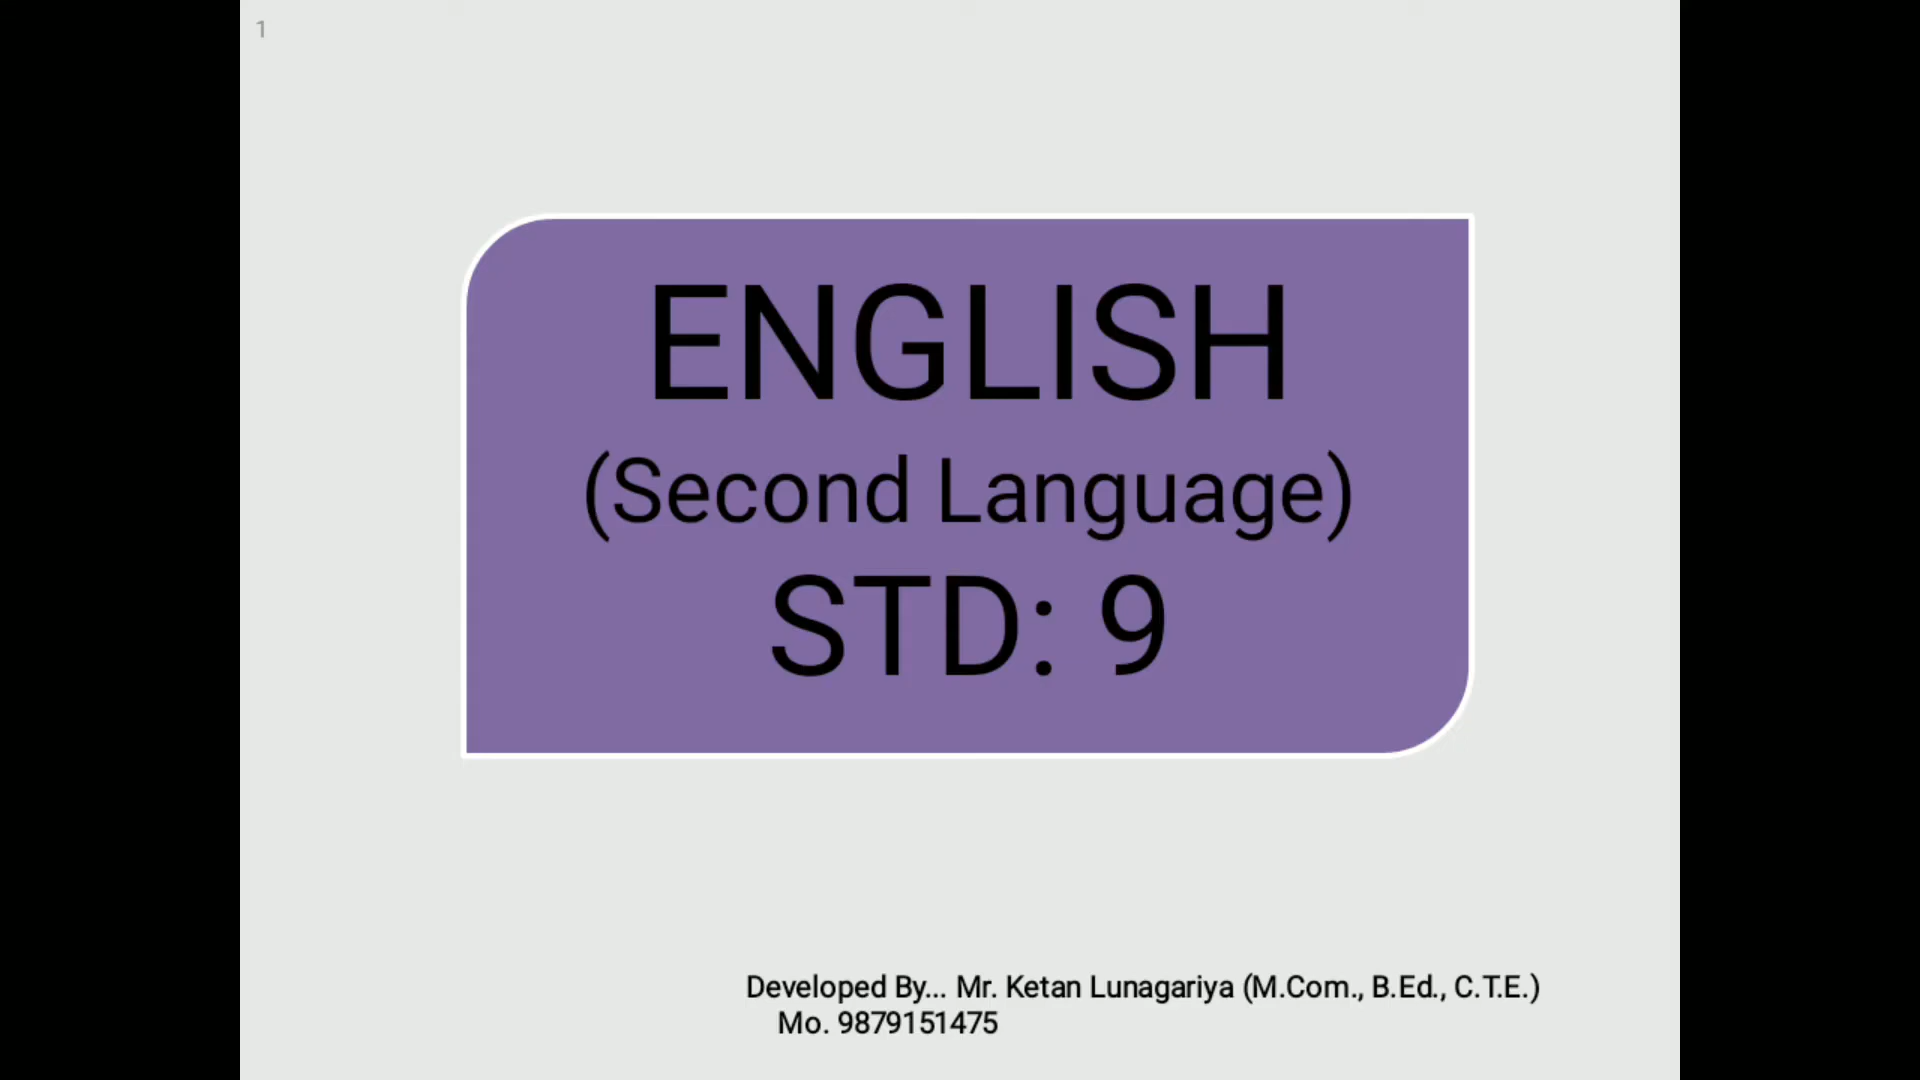 1
ENGLISH
(Second Language)
STD: 9
Developed By... Mr. Ketan Lunagariya (M.Com., B.Ed., C.T.E.)
Mo. 9879151475